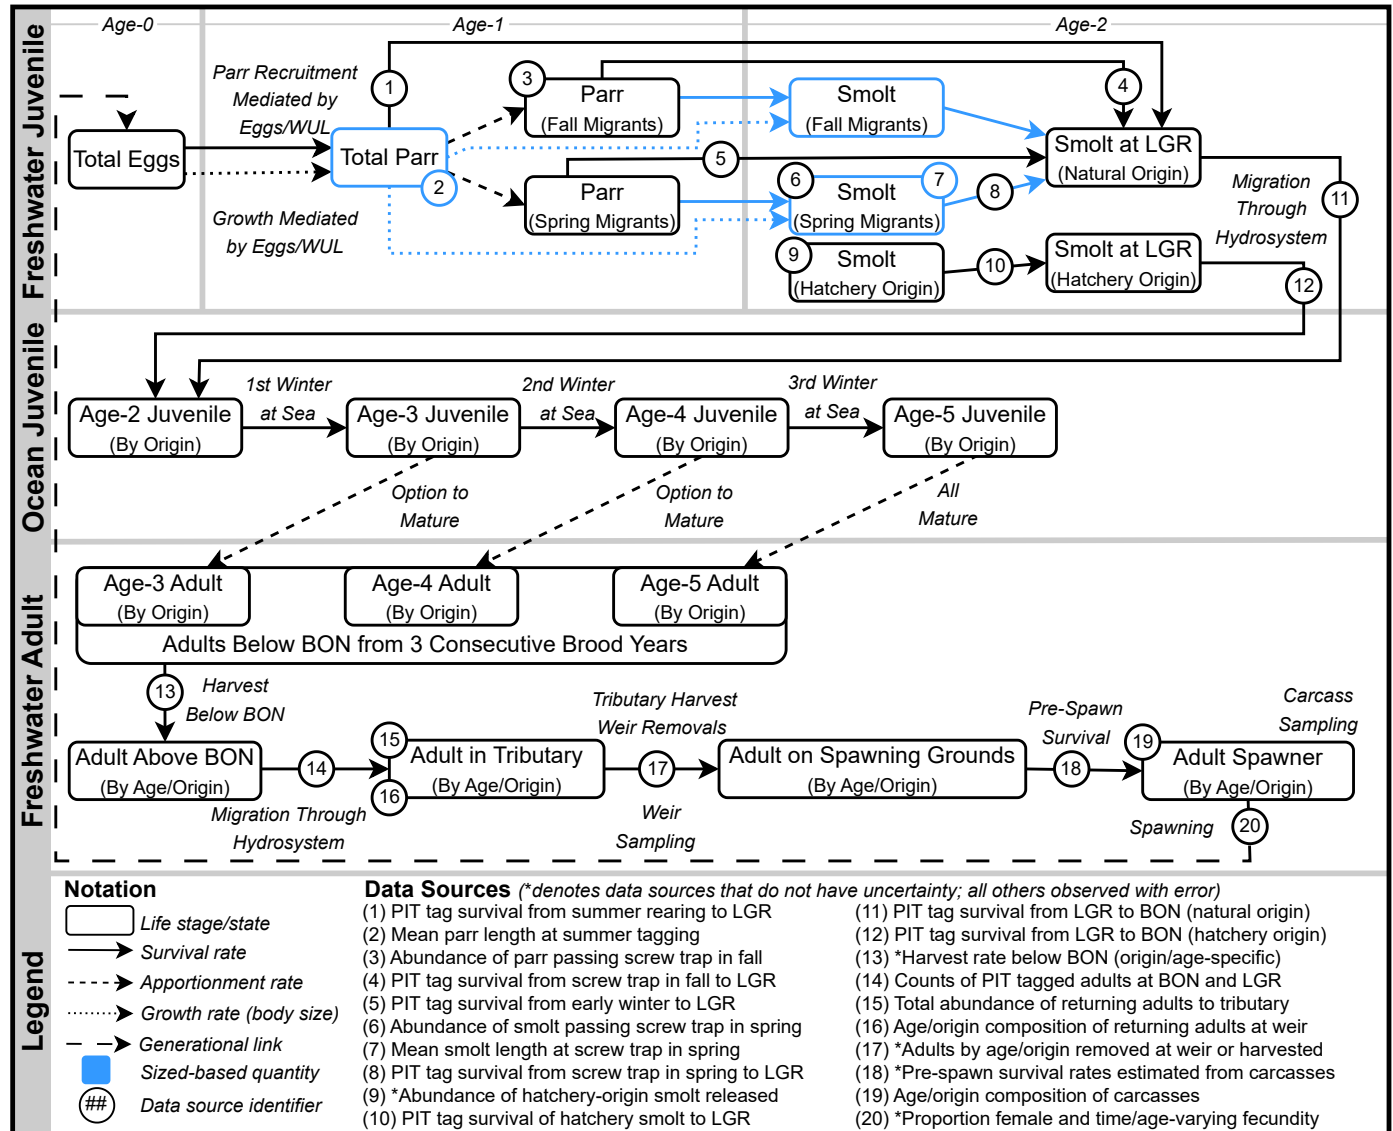 Age-0
Age-1
Age-2
Freshwater Juvenile
Parr Recruitment
Mediated by
Eggs/WUL
1
3
Parr
(Fall Migrants)
Smolt
(Fall Migrants)
4
Total Eggs
Total Parr
2
5
Smolt at LGR
(Natural Origin)
Growth Mediated
by Eggs/WUL
Parr
(Spring Migrants)
6
7
Smolt
(Spring Migrants)
8
Migration
Through
Hydrosystem
11
9
Smolt
(Hatchery Origin)
10
Smolt at LGR
(Hatchery Origin)
12
Ocean Juvenile
Age-2 Juvenile
(By Origin)
1st Winter
at Sea
Age-3 Juvenile
(By Origin)
2nd Winter
at Sea
Age-4 Juvenile
(By Origin)
3rd Winter
at Sea
Age-5 Juvenile
(By Origin)
Option to
Mature
Option to
Mature
All
Mature
Freshwater Adult
Age-3 Adult
(By Origin)
Age-4 Adult
(By Origin)
Age-5 Adult
(By Origin)
Adults Below BON from 3 Consecutive Brood Years
13
Harvest
Below BON
Adult Above BON
(By Age/Origin)
14
Migration Through
Hydrosystem
15
16
Adult in Tributary
(By Age/Origin)
Tributary Harvest
Weir Removals
17
Weir
Sampling
Adult on Spawning Grounds
(By Age/Origin)
Pre-Spawn
Survival
18
Carcass
Sampling
19
Adult Spawner
(By Age/Origin)
Spawning
20
Legend
Notation
Life stage/state
Survival rate
Apportionment rate
Growth rate (body size)
Generational link
Sized-based quantity
## Data source identifier
Data Sources (*denotes data sources that do not have uncertainty; all others observed with error)
(1) PIT tag survival from summer rearing to LGR
(2) Mean parr length at summer tagging
(3) Abundance of parr passing screw trap in fall
(4) PIT tag survival from screw trap in fall to LGR
(5) PIT tag survival from early winter to LGR
(6) Abundance of smolt passing screw trap in spring
(7) Mean smolt length at screw trap in spring
(8) PIT tag survival from screw trap in spring to LGR
(9) *Abundance of hatchery-origin smolt released
(10) PIT tag survival of hatchery smolt to LGR
(11) PIT tag survival from LGR to BON (natural origin)
(12) PIT tag survival from LGR to BON (hatchery origin)
(13) *Harvest rate below BON (origin/age-specific)
(14) Counts of PIT tagged adults at BON and LGR
(15) Total abundance of returning adults to tributary
(16) Age/origin composition of returning adults at weir
(17) *Adults by age/origin removed at weir or harvested
(18) *Pre-spawn survival rates estimated from carcasses
(19) Age/origin composition of carcasses
(20) *Proportion female and time/age-varying fecundity